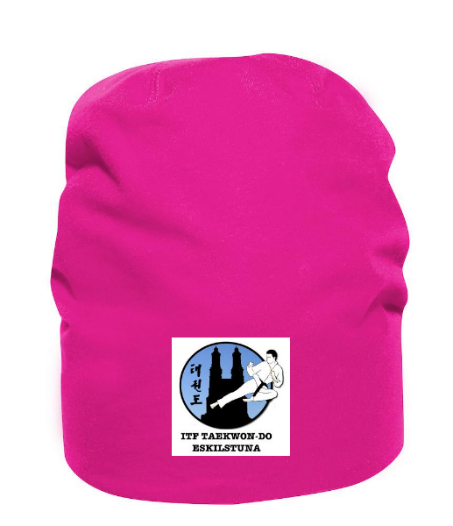 태
권
도
ITF TAEKWON-DO
ESKILSTUNA